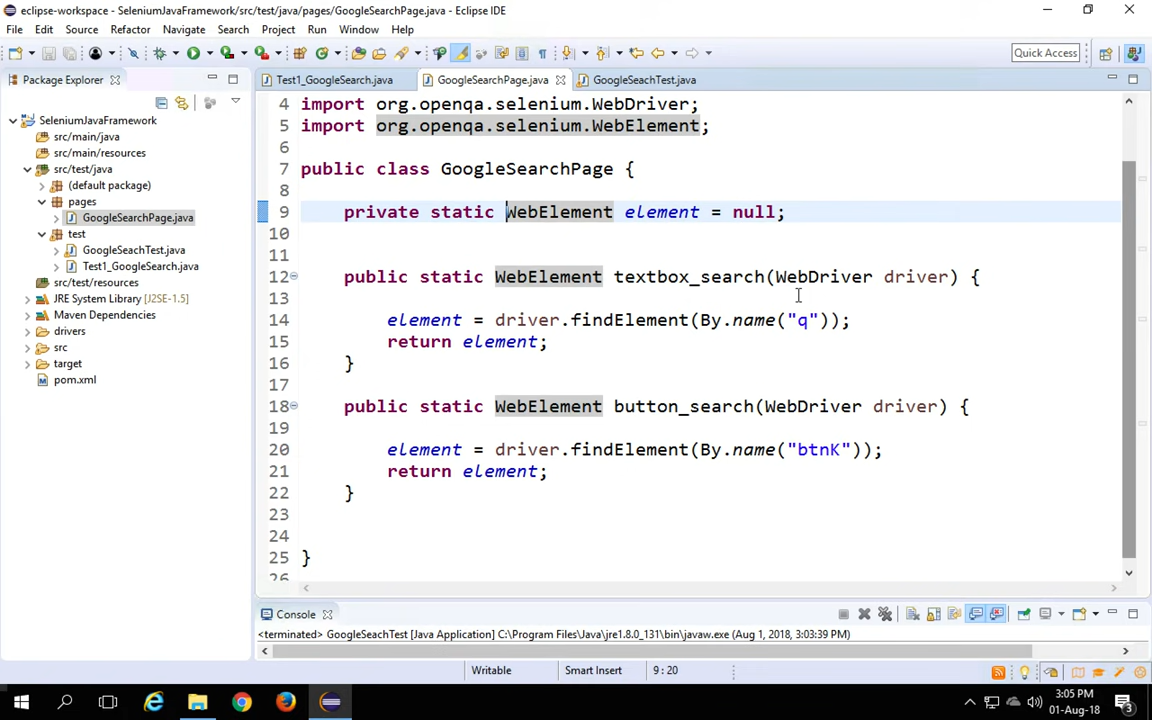 eclipse-workspace - SeleniumJavaFramework/src/test/java/pages/GoogleSearchPage.java - Eclipse IDE
File Edit Source Refactor Navigate Search Project Run Window Help
Quick Access
Package Explorer
Test1_GoogleSearch.java
GoogleSearchPage.java
GoogleSeachTest.java
SeleniumJavaFramework
src/main/java
src/main/resources
src/test/java
(default package)
pages
GoogleSearchPage.java
test
GoogleSeachTest.java
Test1_GoogleSearch.java
src/test/resources
JRE System Library [J2SE-1.5]
Maven Dependencies
drivers
src
target
pom.xml
4 import org.openqa.selenium.WebDriver;
5 import org.openqa.selenium.WebElement;
6
7 public class GoogleSearchPage {
8
9 private static WebElement element = null;
10
11
12 public static WebElement textbox_search(WebDriver driver) {
13
14 element = driver.findElement(By.name("q"));
15 return element;
16 }
17
18 public static WebElement button_search(WebDriver driver) {
19
20 element = driver.findElement(By.name("btnK"));
21 return element;
22 }
23
24
25 }
26
Console
<terminated> GoogleSeachTest [Java Application] C:\Program Files\Java\jre1.8.0_131\bin\javaw.exe (Aug 1, 2018, 3:03:39 PM)
Writable Smart Insert 9 : 20
3:05 PM
01-Aug-18
3